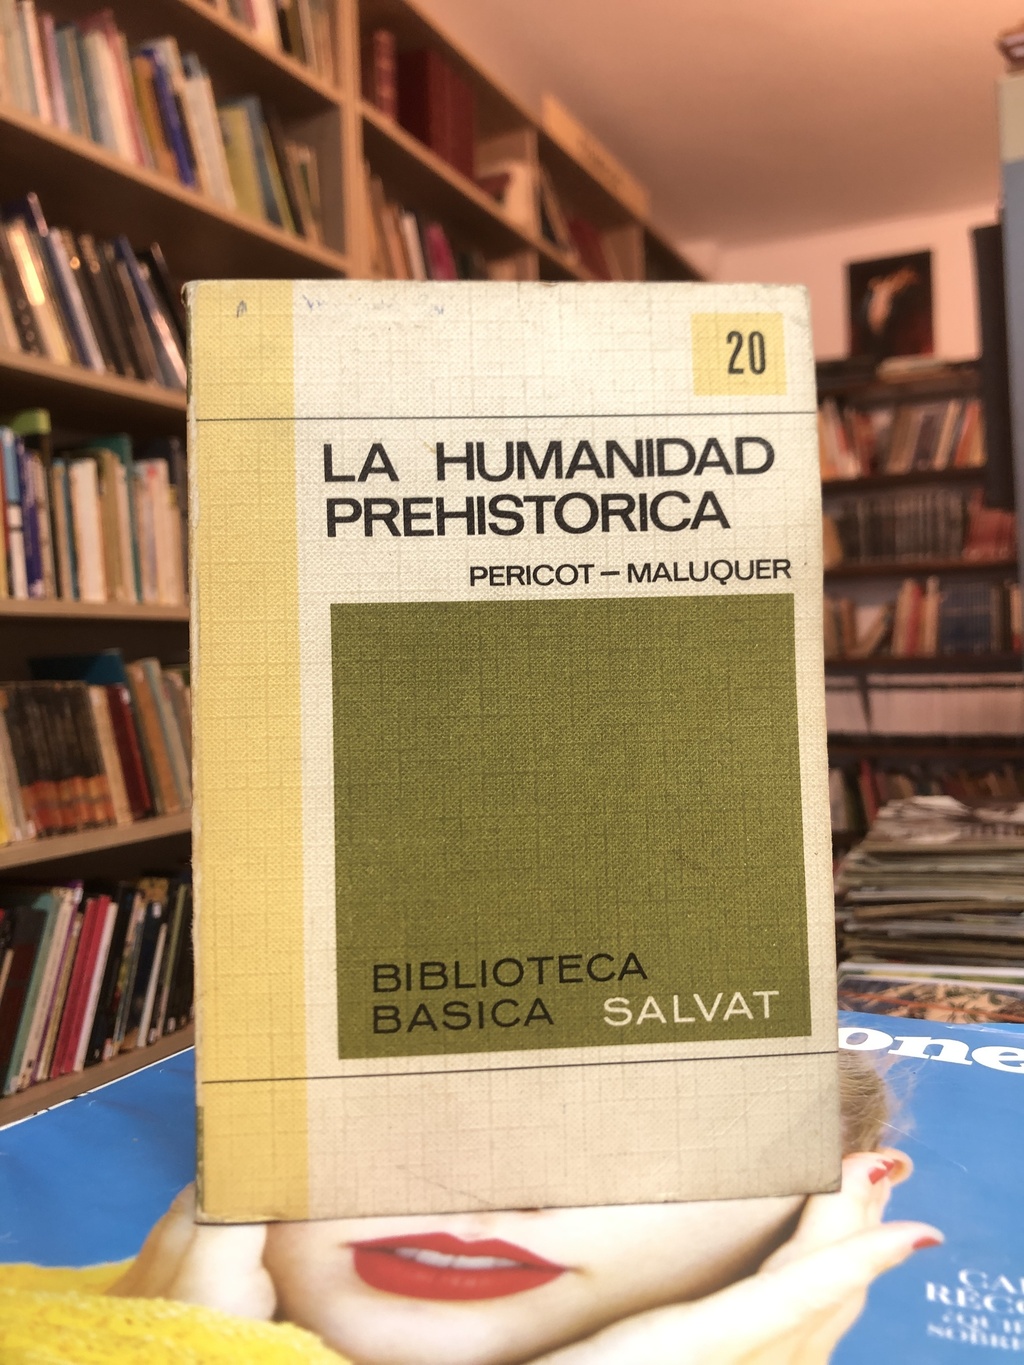 20
LA HUMANIDAD
PREHISTORICA
PERICOT – MALUQUER
BIBLIOTECA
BASICA SALVAT
one